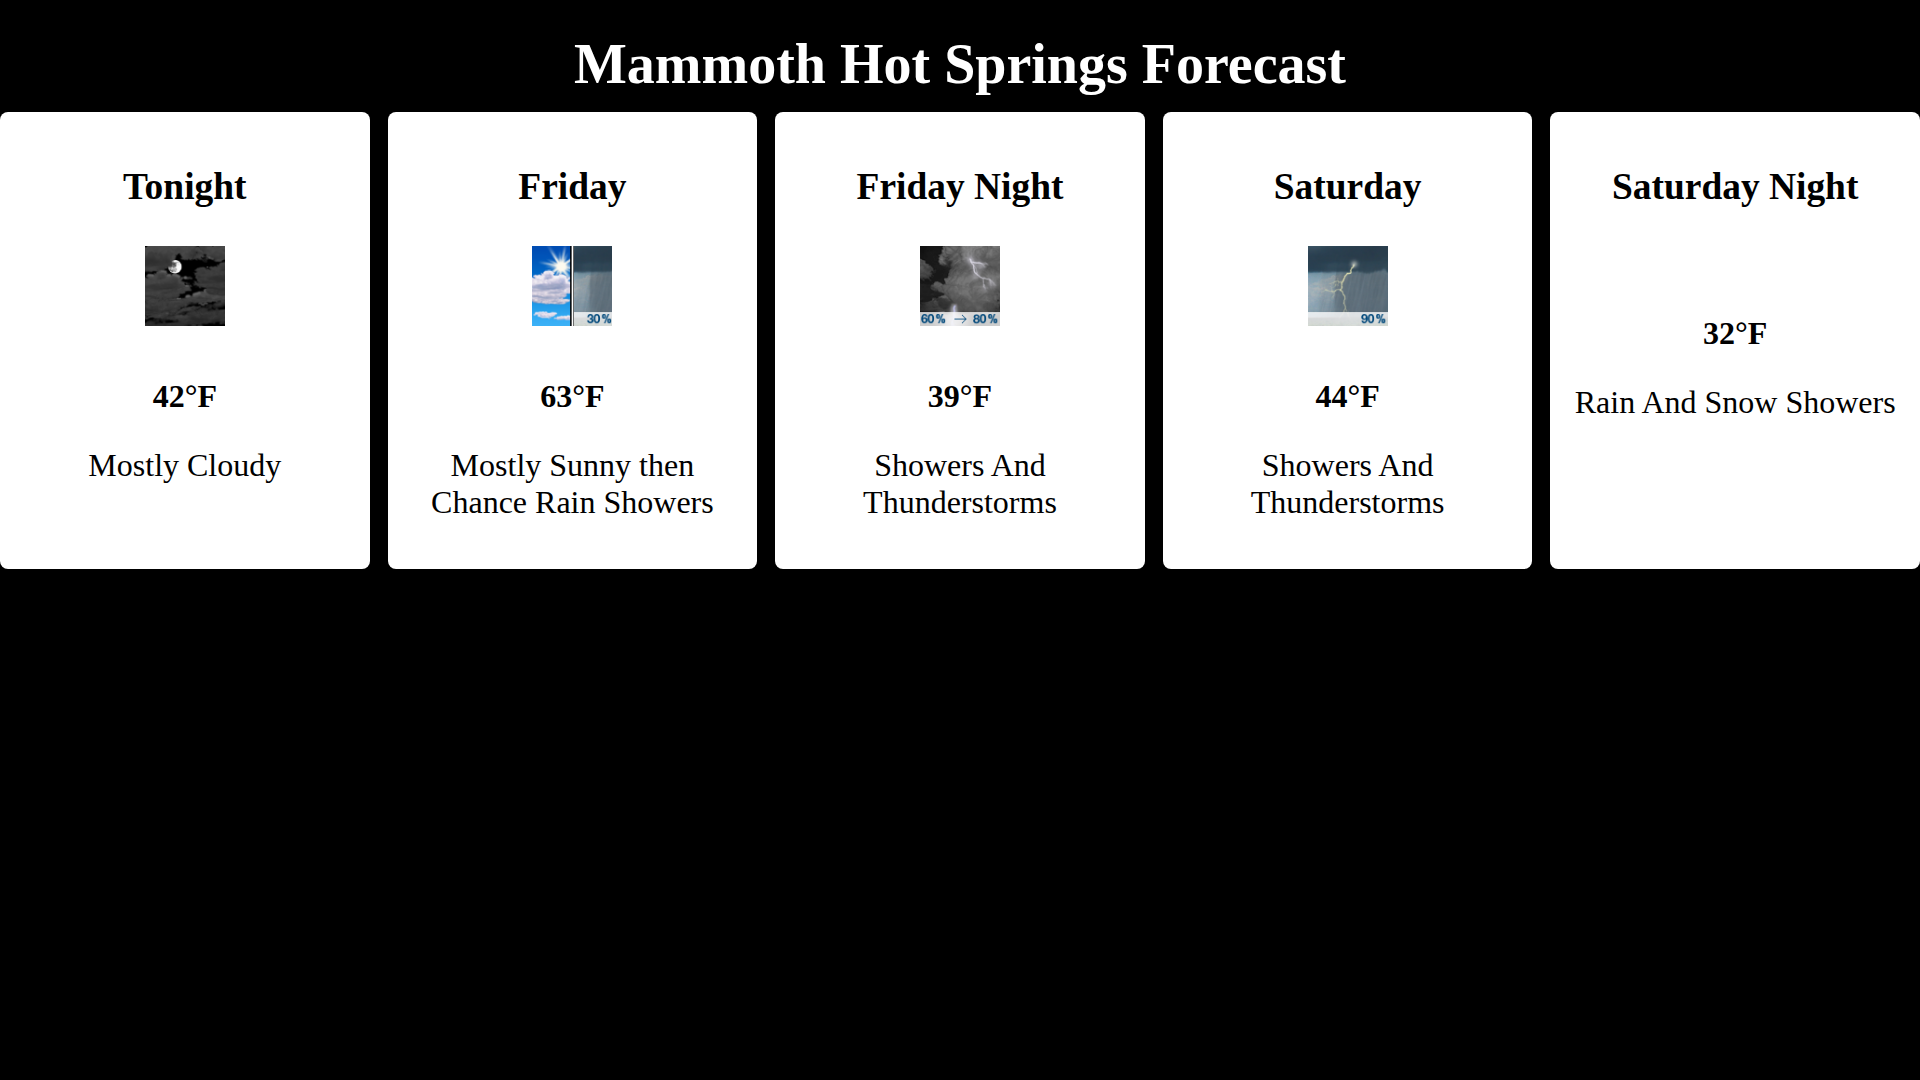 Mammoth Hot Springs Forecast
Tonight
42°F
Mostly Cloudy
Friday
30%
63°F
Mostly Sunny then
Chance Rain Showers
Friday Night
60% → 80%
39°F
Showers And
Thunderstorms
Saturday
90%
44°F
Showers And
Thunderstorms
Saturday Night
32°F
Rain And Snow Showers